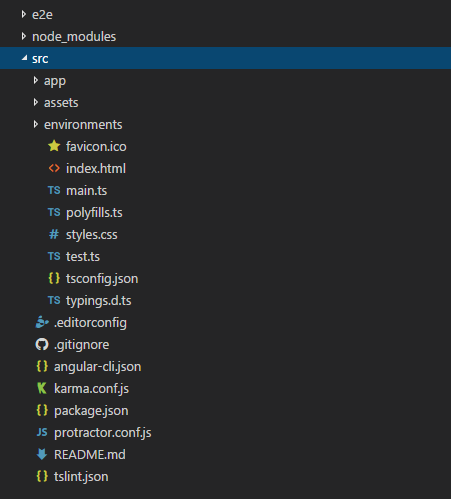 e2e
node_modules
src
app
assets
environments
favicon.ico
<> index.html
TS main.ts
TS polyfills.ts
# styles.css
TS test.ts
{ } tsconfig.json
TS typings.d.ts
.editorconfig
.gitignore
{ } angular-cli.json
karma.conf.js
{ } package.json
JS protractor.conf.js
README.md
{ } tslint.json